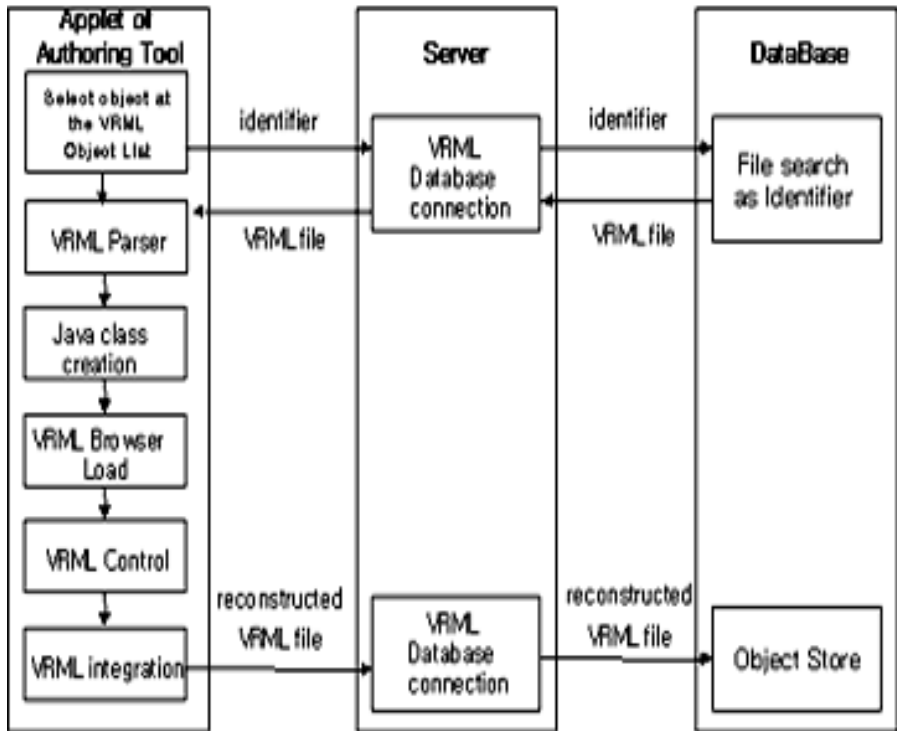 Applet of
Authoring Tool
Select object at
the VRML
Object List
VRML Parser
Java class
creation
VRML Browser
Load
VRML Control
VRML integration
identifier
VRML file
reconstructed
VRML file
Server
VRML
Database
connection
VRML
Database
connection
identifier
VRML file
reconstructed
VRML file
DataBase
File search
as Identifier
Object Store